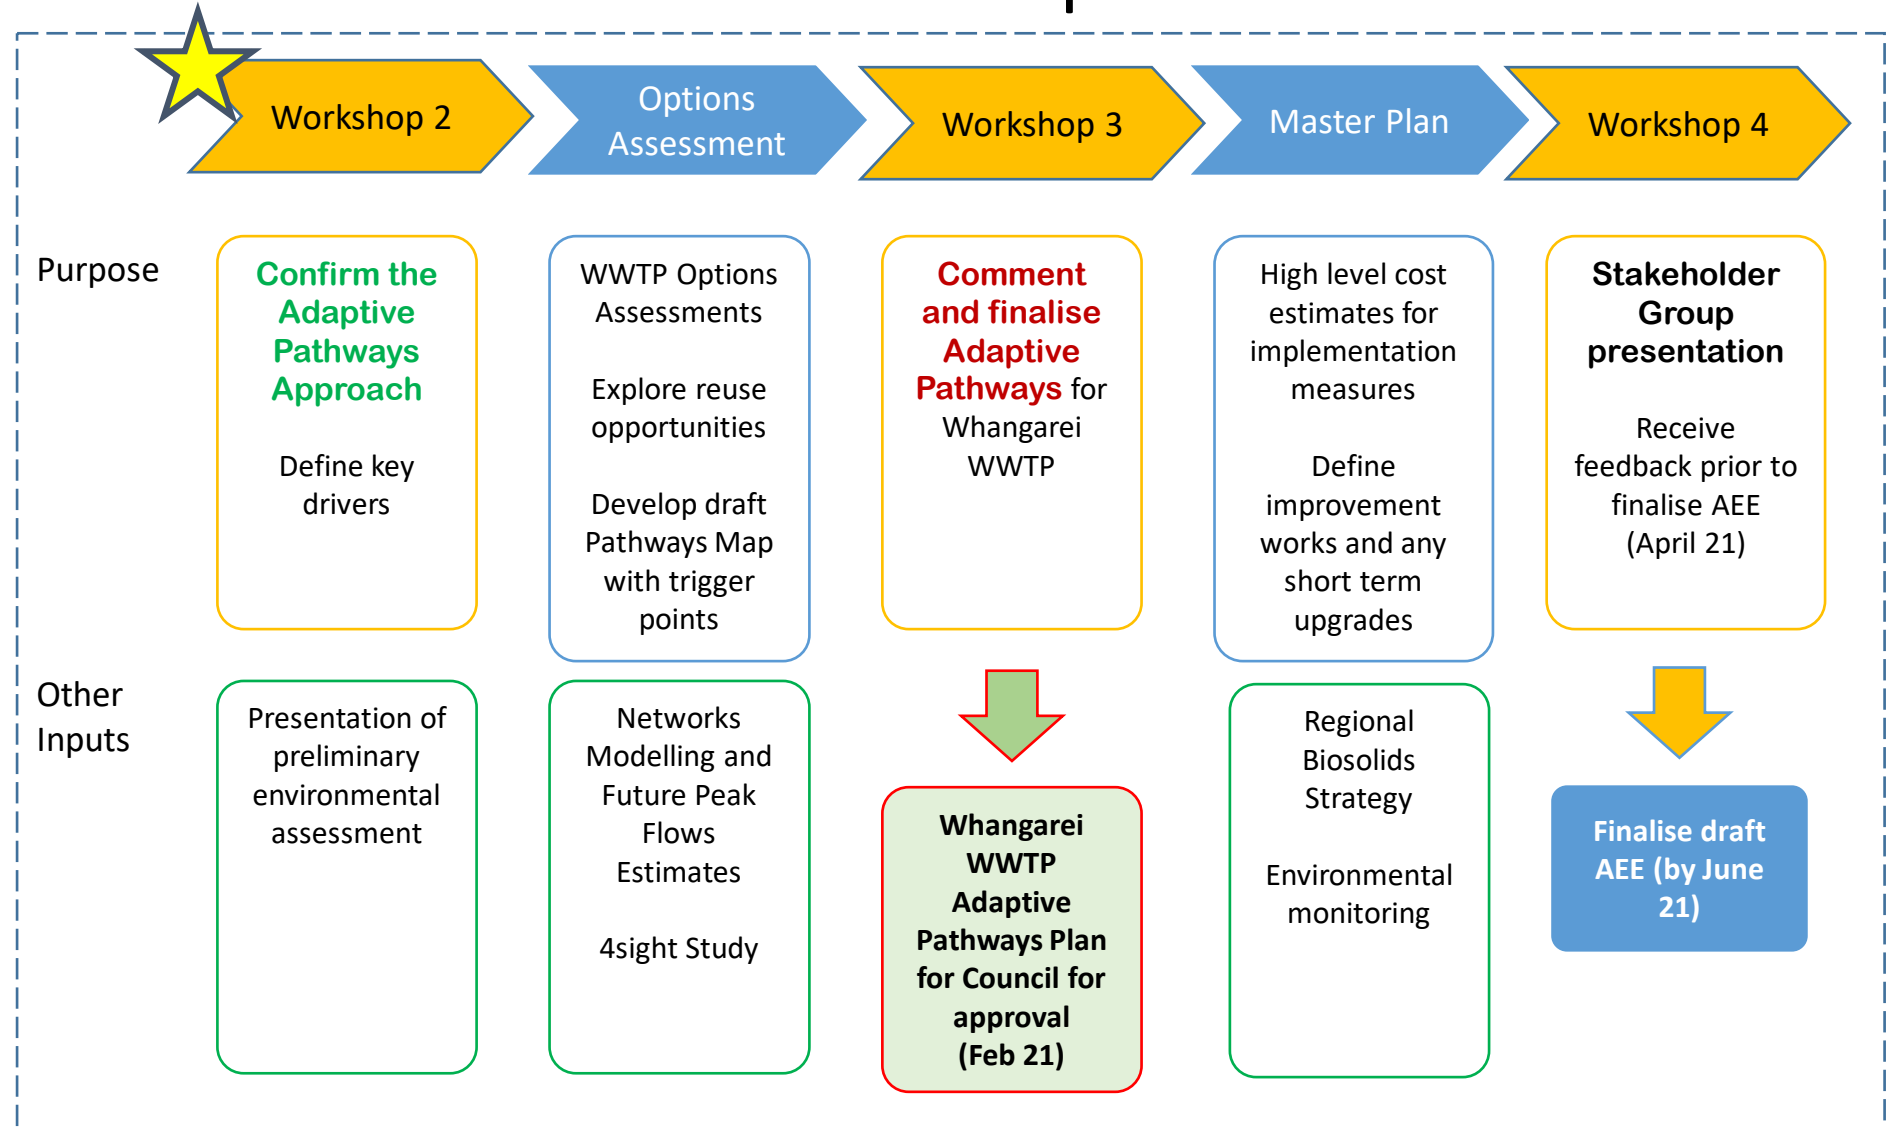 Workshop 2
Options
Assessment
Workshop 3
Master Plan
Workshop 4
Purpose
Confirm the
Adaptive
Pathways
Approach
Define key
drivers
WWTP Options
Assessments
Explore reuse
opportunities
Develop draft
Pathways Map
with trigger
points
Comment
and finalise
Adaptive
Pathways for
Whangarei
WWTP
High level cost
estimates for
implementation
measures
Define
improvement
works and any
short term
upgrades
Stakeholder
Group
presentation
Receive
feedback prior to
finalise AEE
(April 21)
Other
Inputs
Presentation of
preliminary
environmental
assessment
Networks
Modelling and
Future Peak
Flows
Estimates
4sight Study
Whangarei
WWTP
Adaptive
Pathways Plan
for Council for
approval
(Feb 21)
Regional
Biosolids
Strategy
Environmental
monitoring
Finalise draft
AEE (by June
21)